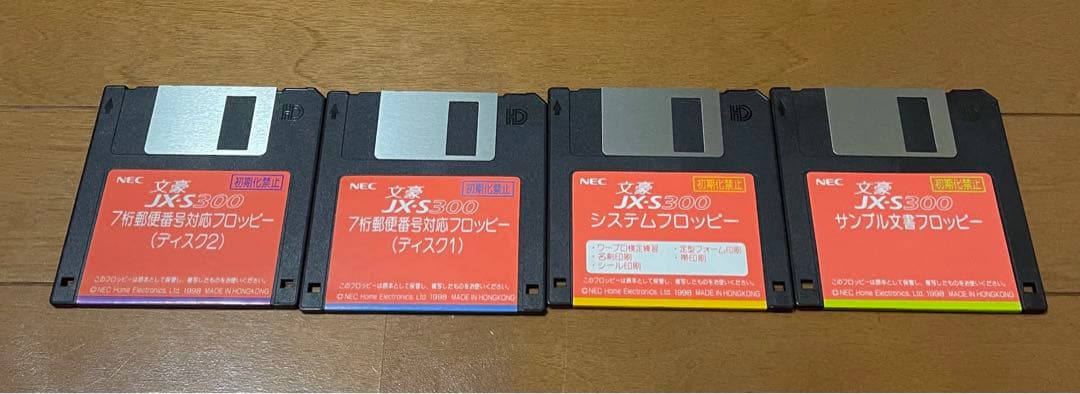 HD
NEC
文豪
初期化禁止
JX-S300
7桁郵便番号対応フロッピー
(ディスク2)
このフロッピーは原本として保管し、複写したものをお使いください。
© NEC Home Electronics, Ltd. 1998 MADE IN HONGKONG
HD
NEC
文豪
初期化禁止
JX-S300
7桁郵便番号対応フロッピー
(ディスク1)
このフロッピーは原本として保管し、複写したものをお使いください。
© NEC Home Electronics, Ltd. 1998 MADE IN HONGKONG
HD
NEC
文豪
初期化禁止
JX-S300
システムフロッピー
・ワープロ検定練習 ・定型フォーム印刷
・名刺印刷 ・帯印刷
・シール印刷
このフロッピーは原本として保管し、複写したものをお使いください。
© NEC Home Electronics, Ltd. 1998 MADE IN HONGKONG
NEC
文豪
初期化禁止
JX-S300
サンプル文書フロッピー
このフロッピーは原本として保管し、複写したものをお使いください。
© NEC Home Electronics, Ltd. 1998 MADE IN HONGKONG